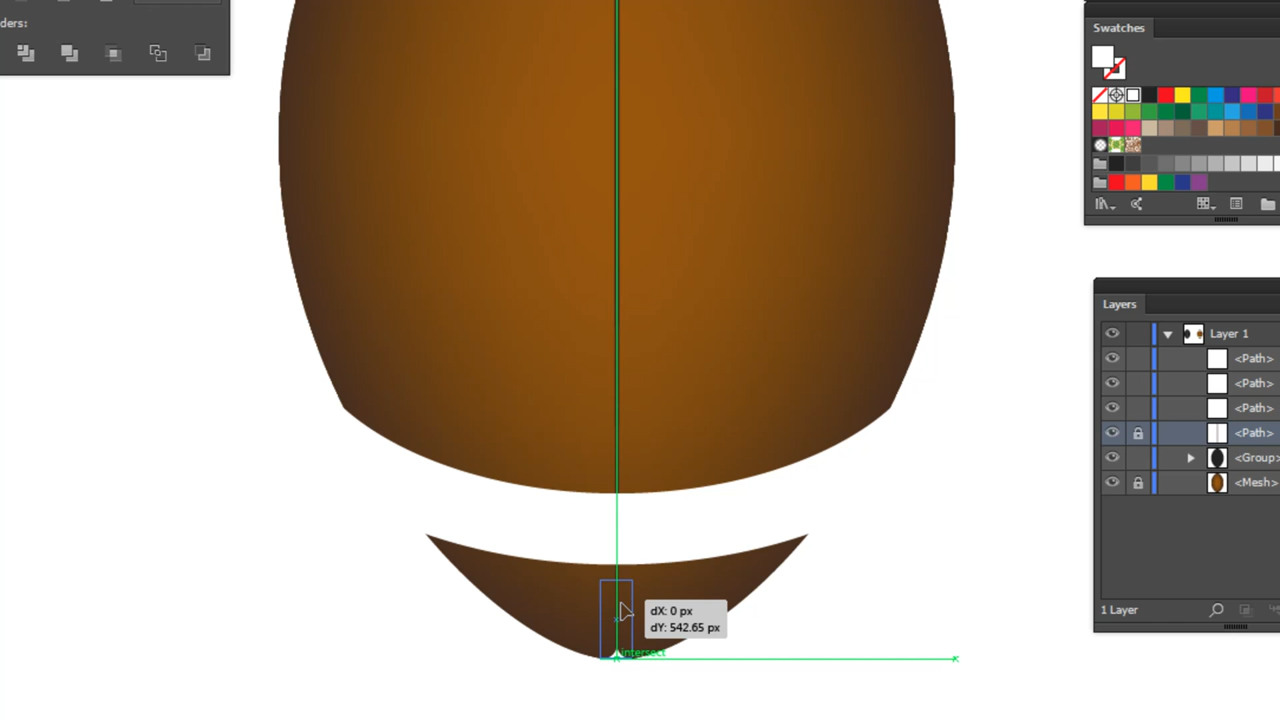 ders:
Swatches
Layers
Layer 1
<Path>
<Path>
<Path>
<Path>
<Group>
<Mesh>
dX: 0 px
dY: 542.65 px
intersect
1 Layer